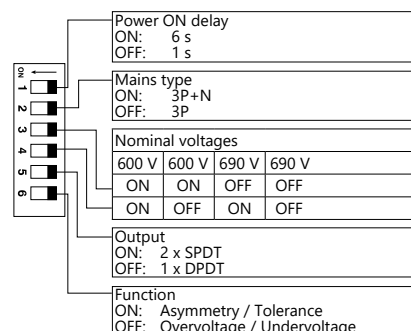 Power ON delay
ON: 6 s
OFF: 1 s
ON
1
2
3
4
5
6
Mains type
ON: 3P+N
OFF: 3P
Nominal voltages
600 V 600 V 690 V 690 V
ON ON OFF OFF
ON OFF ON OFF
Output
ON: 2 x SPDT
OFF: 1 x DPDT
Function
ON: Asymmetry / Tolerance
OFF: Overvoltage / Undervoltage